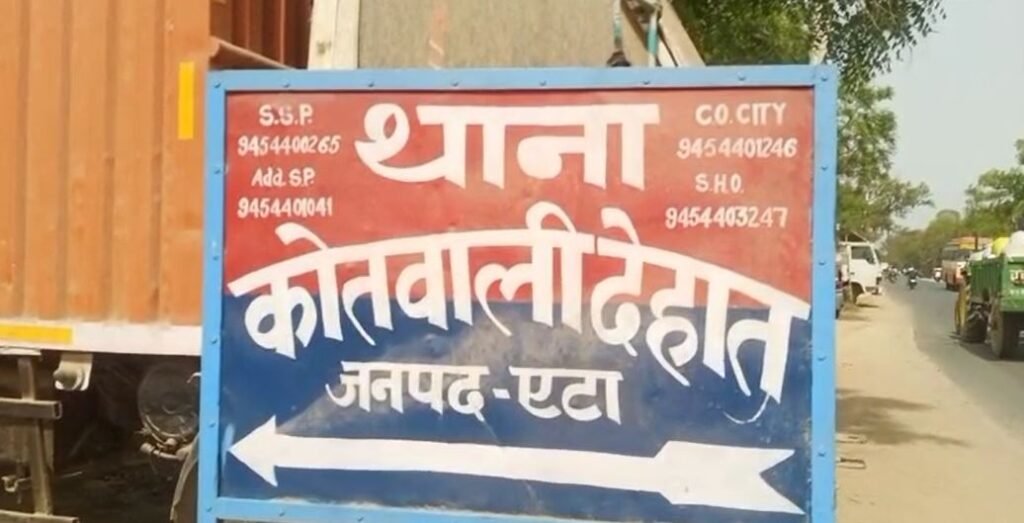 S.S.P.
9454400265
Add. S.P.
9454401041
थाना
C.O. CITY
9454401246
S.H.O.
9454403247
कोतवाली देहात
जनपद-एटा